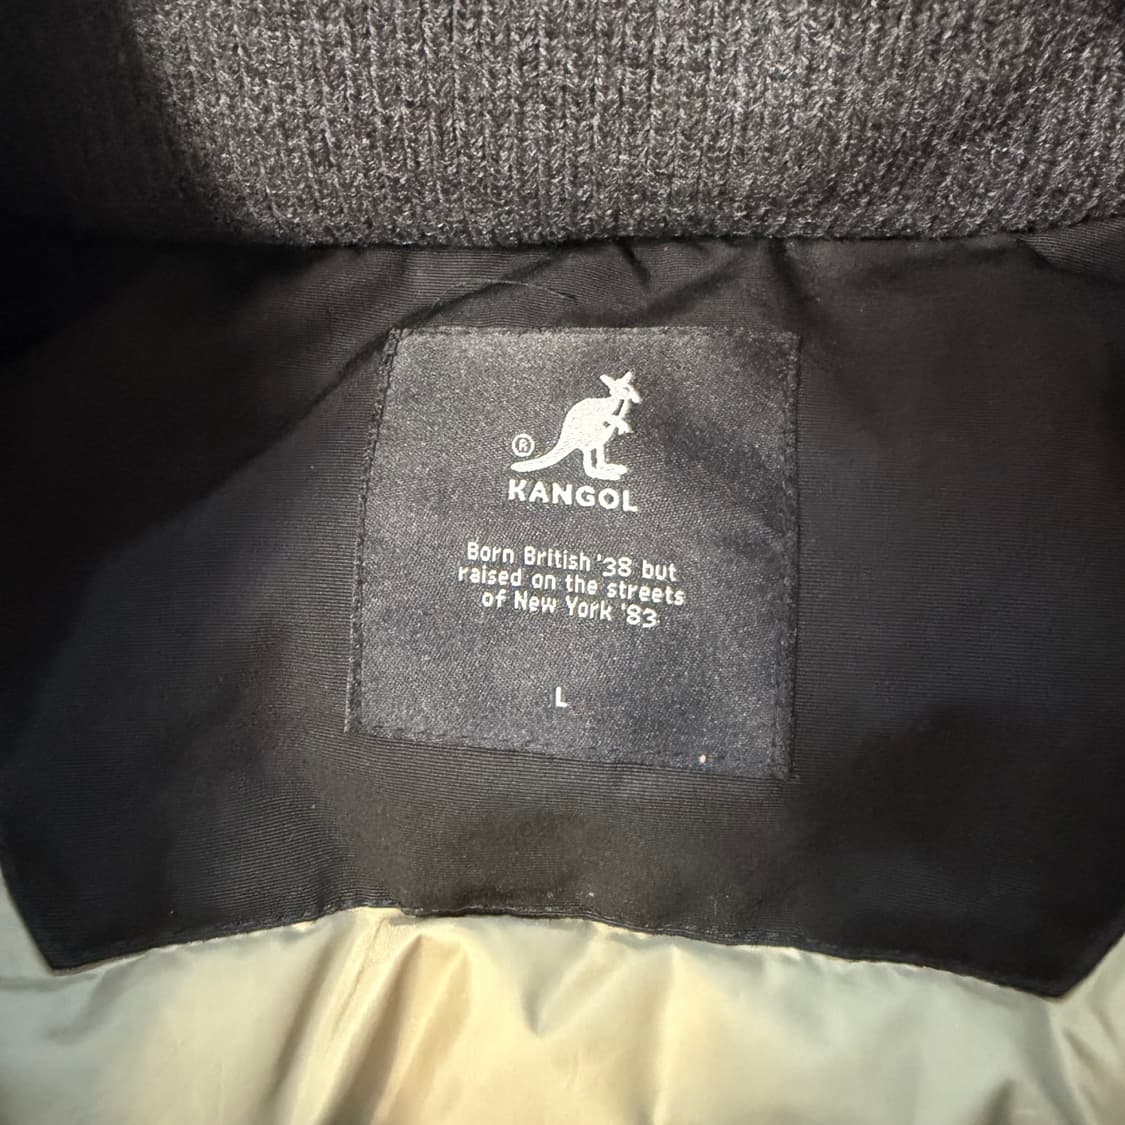 ®
KANGOL
Born British '38 but
raised on the streets
of New York '83
L